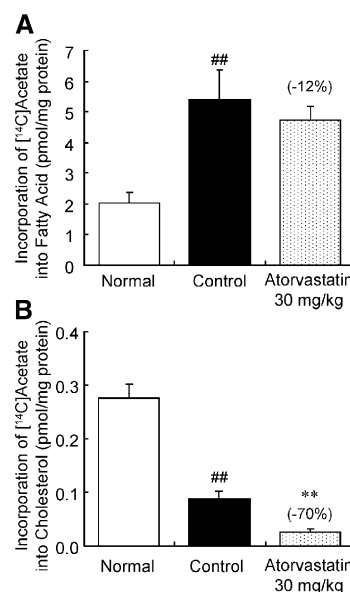 A
Incorporation of [¹⁴C]Acetate
into Fatty Acid (pmol/mg protein)
7
6
5
4
3
2
1
0
##
(-12%)
Normal
Control
Atorvastatin
30 mg/kg
B
Incorporation of [¹⁴C]Acetate
into Cholesterol (pmol/mg protein)
0.4
0.3
0.2
0.1
0.0
##
**
(-70%)
Normal
Control
Atorvastatin
30 mg/kg